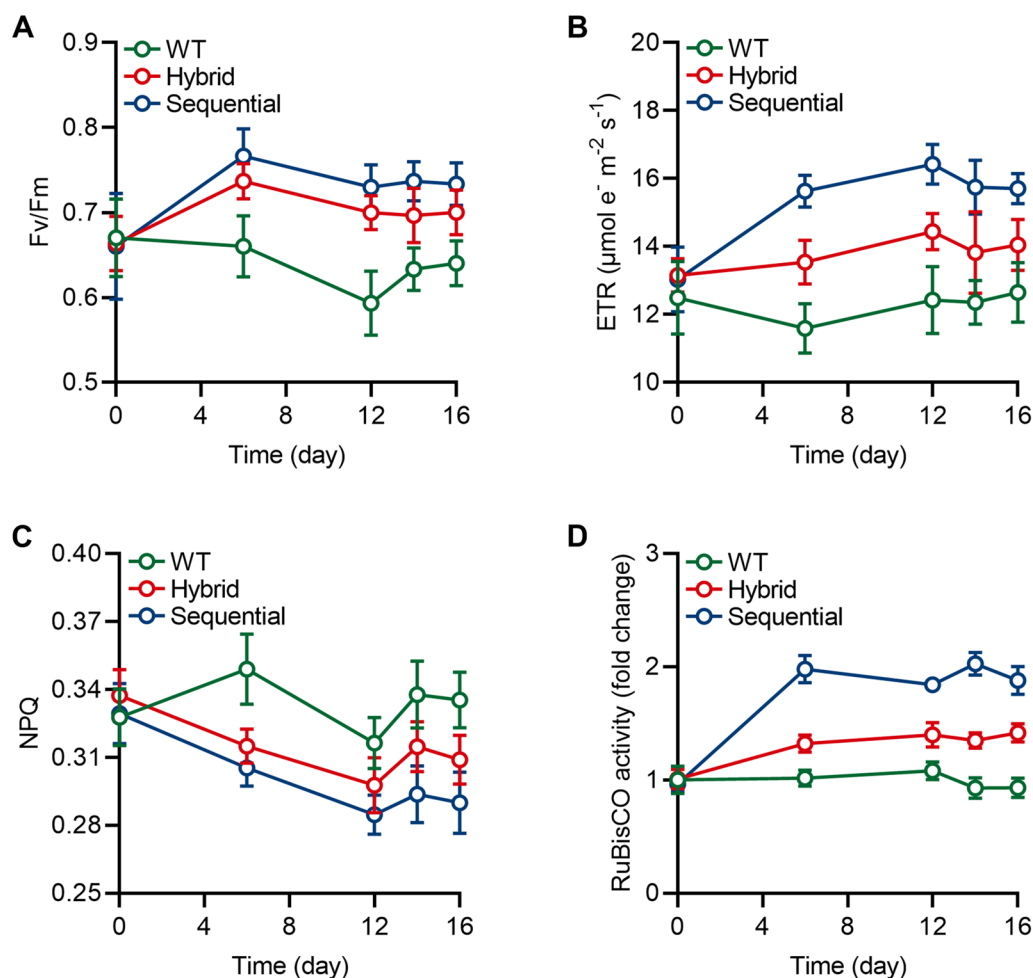 A
Fv/Fm
0.9
0.8
0.7
0.6
0.5
WT
Hybrid
Sequential
0 4 8 12 16
Time (day)
B
ETR (μmol e⁻ m⁻² s⁻¹)
20
18
16
14
12
10
WT
Hybrid
Sequential
0 4 8 12 16
Time (day)
C
NPQ
0.40
0.37
0.34
0.31
0.28
0.25
WT
Hybrid
Sequential
0 4 8 12 16
Time (day)
D
RuBisCO activity (fold change)
3
2
1
0
WT
Hybrid
Sequential
0 4 8 12 16
Time (day)